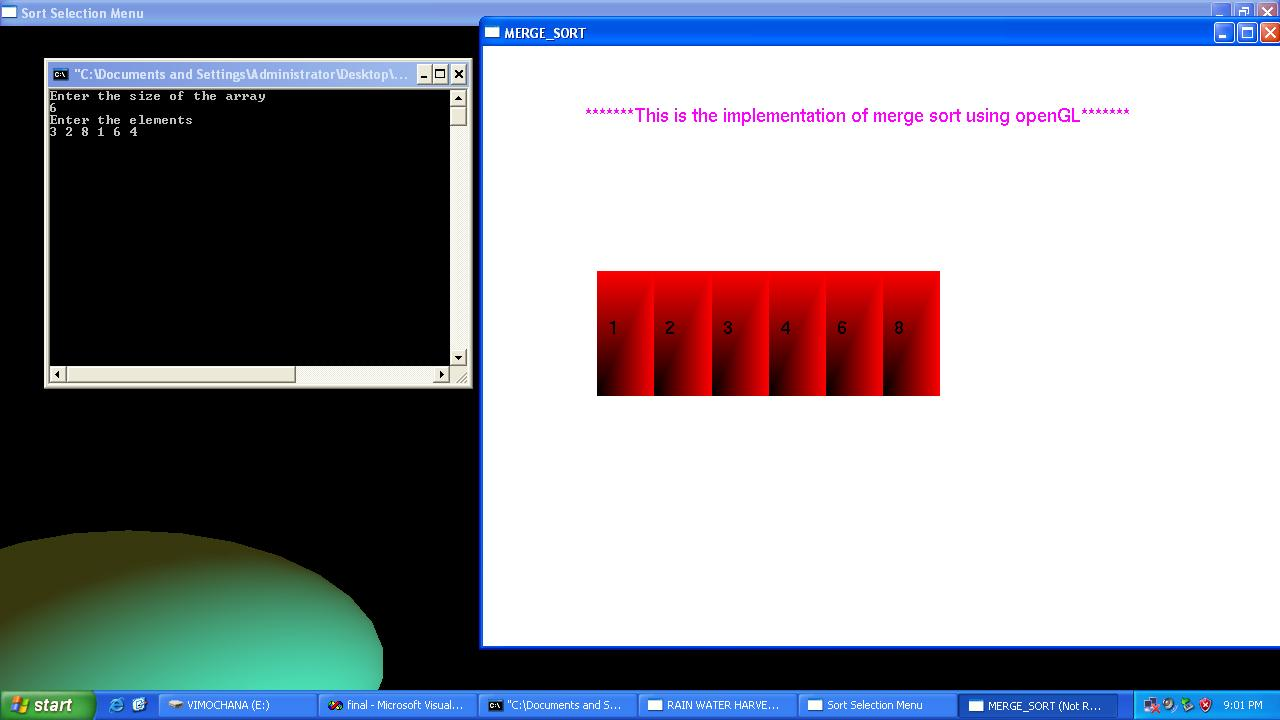 Sort Selection Menu
MERGE_SORT
"C:\Documents and Settings\Administrator\Desktop\...
Enter the size of the array
6
Enter the elements
3 2 8 1 6 4
*******This is the implementation of merge sort using openGL*******
1 2 3 4 6 8
start
VIMOCHANA (E:)
final - Microsoft Visual...
"C:\Documents and S...
RAIN WATER HARVE...
Sort Selection Menu
MERGE_SORT (Not R...
9:01 PM